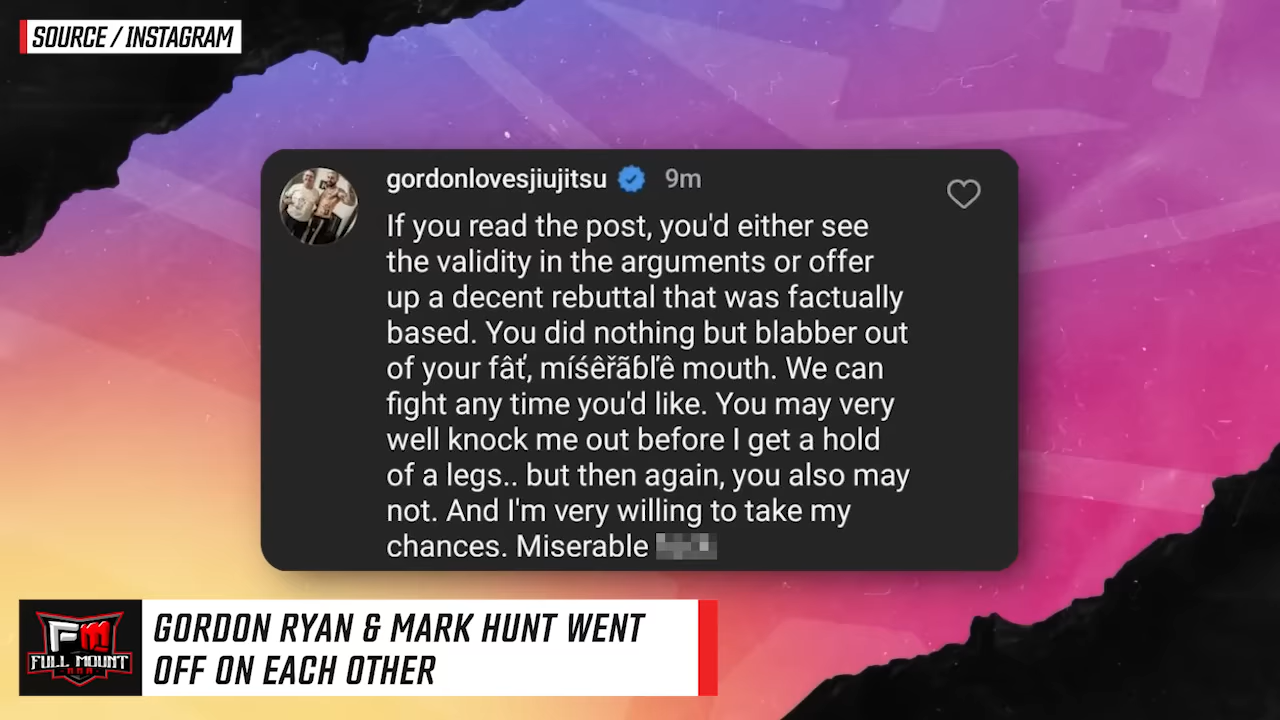 SOURCE / INSTAGRAM
gordonlovesjiujitsu 9m
If you read the post, you'd either see
the validity in the arguments or offer
up a decent rebuttal that was factually
based. You did nothing but blabber out
of your fâť, míśêřãbľê mouth. We can
fight any time you'd like. You may very
well knock me out before I get a hold
of a legs.. but then again, you also may
not. And I'm very willing to take my
chances. Miserable
FM
FULL MOUNT
MMA
GORDON RYAN & MARK HUNT WENT
OFF ON EACH OTHER